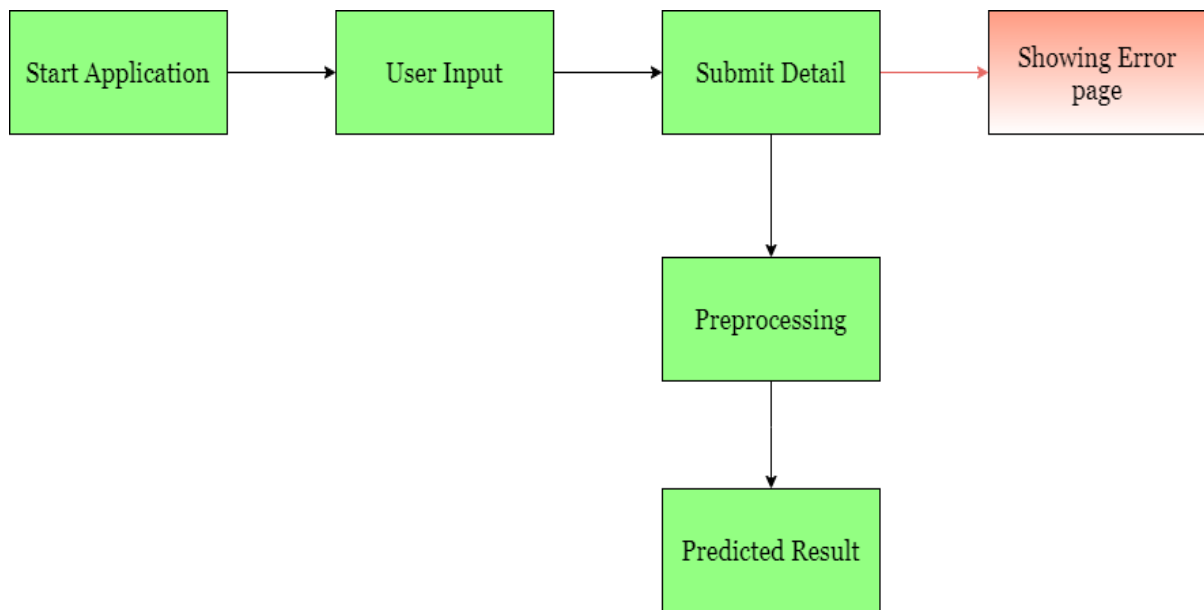 Start Application
User Input
Submit Detail
Showing Error
page
Preprocessing
Predicted Result